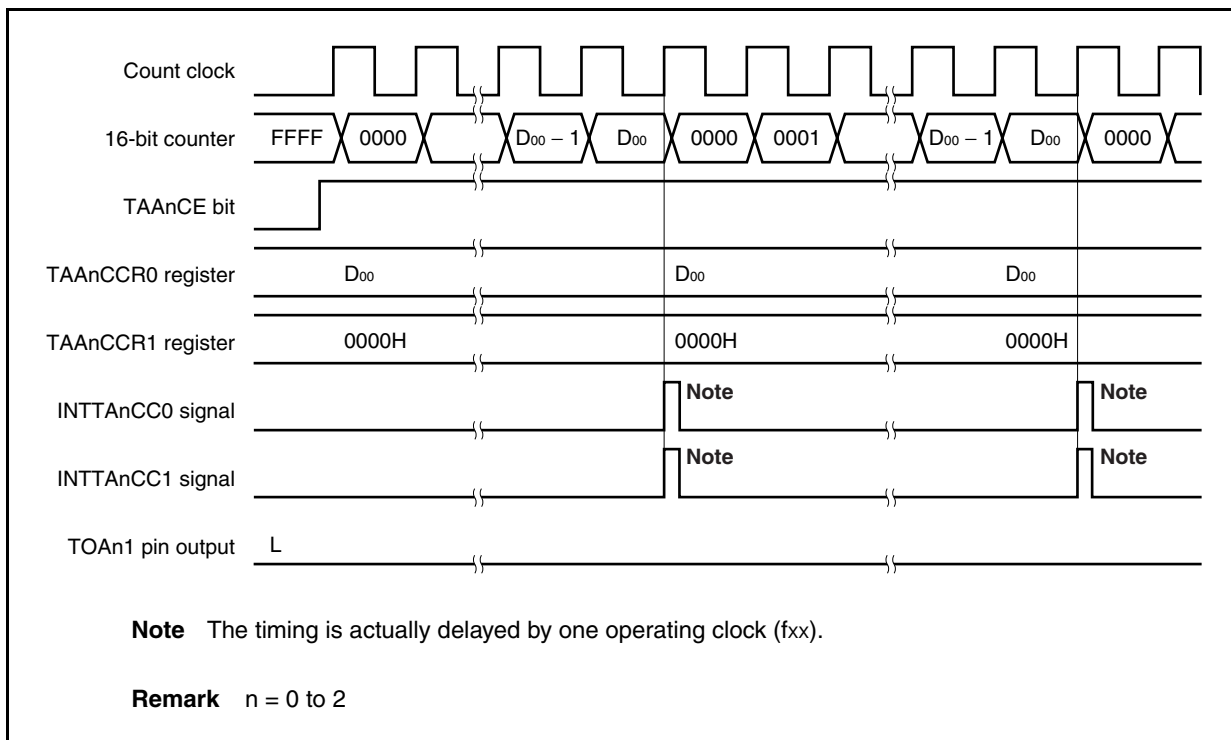 Count clock
16-bit counter FFFF 0000 D00 − 1 D00 0000 0001 D00 − 1 D00 0000
TAAnCE bit
TAAnCCR0 register D00 D00 D00
TAAnCCR1 register 0000H 0000H 0000H
INTTAnCC0 signal Note Note
INTTAnCC1 signal Note Note
TOAn1 pin output L
Note The timing is actually delayed by one operating clock (fxx).
Remark n = 0 to 2